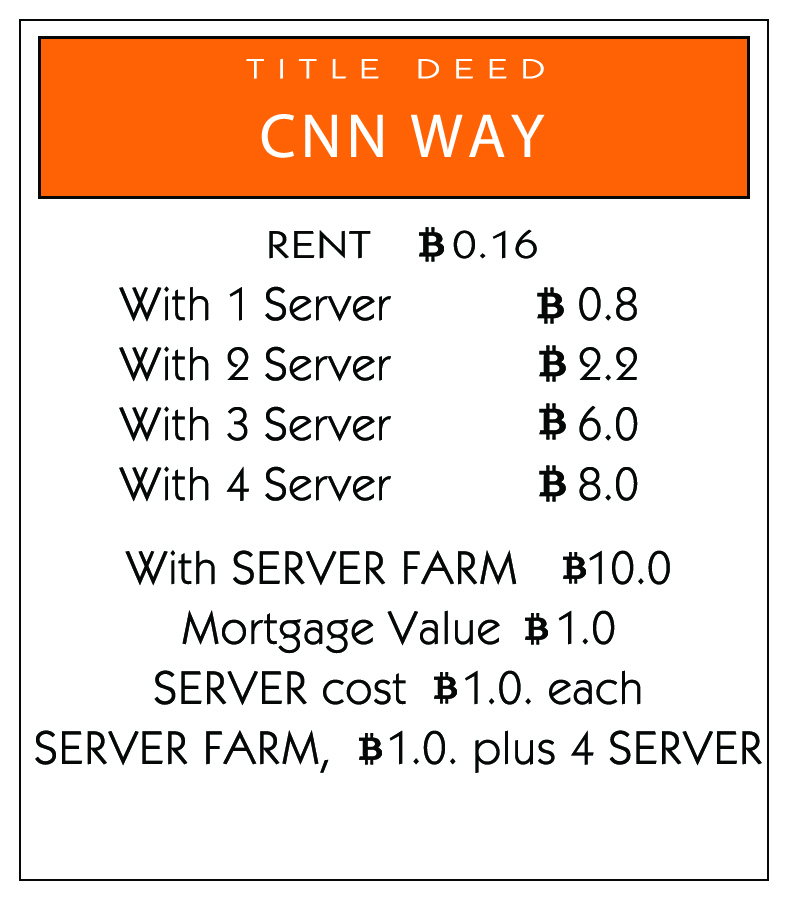 TITLE DEED
CNN WAY
RENT ₿0.16
With 1 Server ₿ 0.8
With 2 Server ₿ 2.2
With 3 Server ₿ 6.0
With 4 Server ₿ 8.0
With SERVER FARM ₿10.0
Mortgage Value ₿1.0
SERVER cost ₿1.0. each
SERVER FARM, ₿1.0. plus 4 SERVER